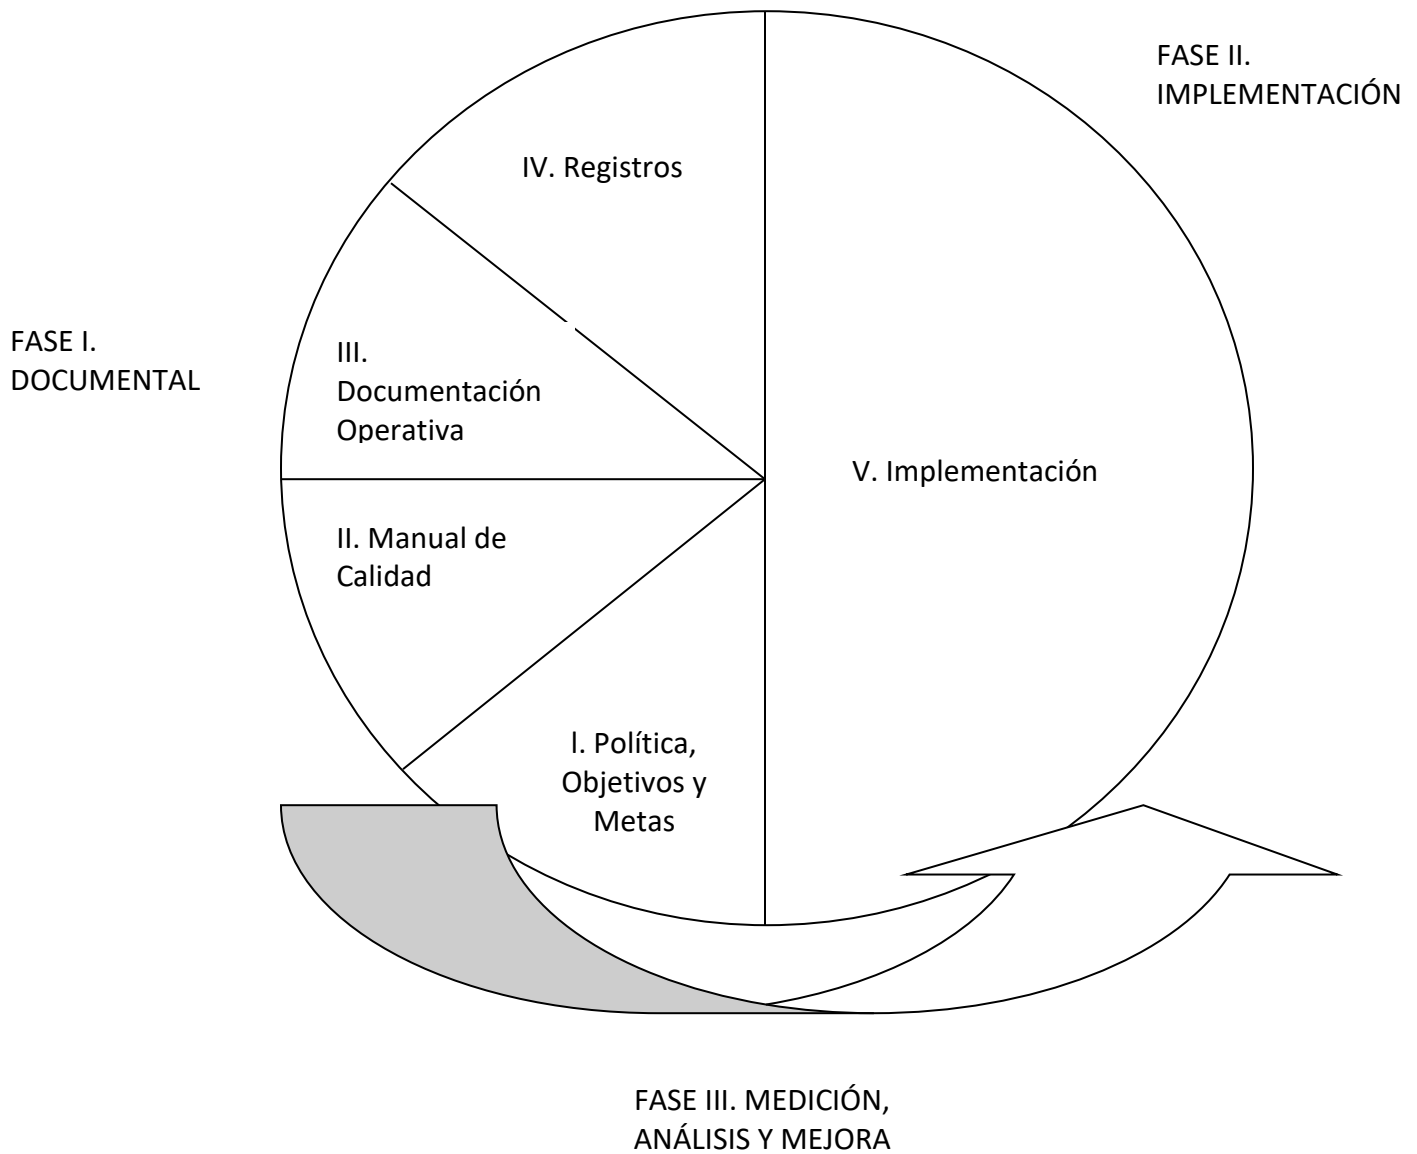 FASE II.
IMPLEMENTACIÓN
IV. Registros
FASE I.
DOCUMENTAL
III.
Documentación
Operativa
V. Implementación
II. Manual de
Calidad
I. Política,
Objetivos y
Metas
FASE III. MEDICIÓN,
ANÁLISIS Y MEJORA